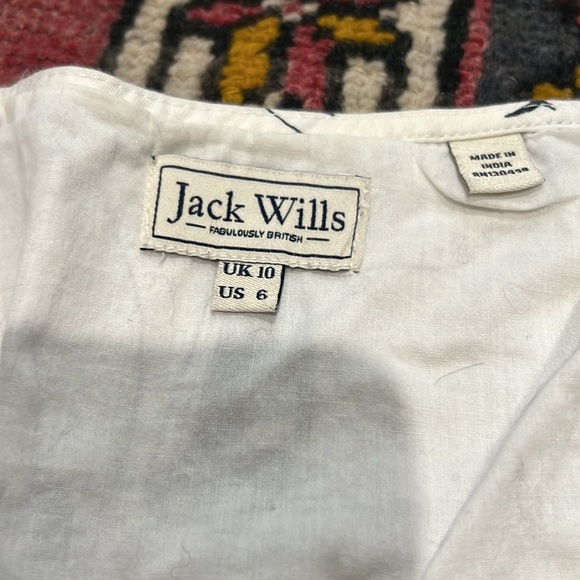 Jack Wills
FABULOUSLY BRITISH
UK 10
US 6
MADE IN
INDIA